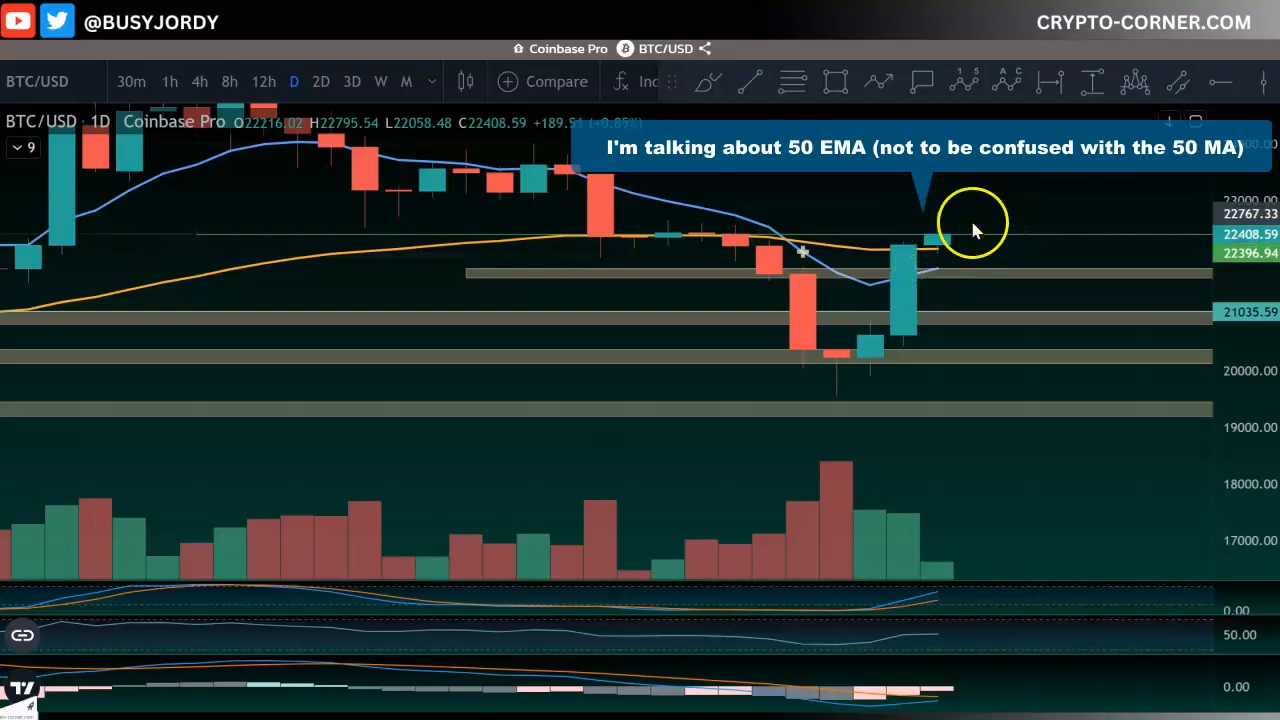 @BUSYJORDY
CRYPTO-CORNER.COM
Coinbase Pro BTC/USD
BTC/USD 30m 1h 4h 8h 12h D 2D 3D W M Compare Inc
BTC/USD · 1D Coinbase Pro O22216.02 H22795.54 L22058.48 C22408.59 +189.51 (+0.85%)
9
I'm talking about 50 EMA (not to be confused with the 50 MA)
23000.00
22767.33
22408.59
22396.94
21035.59
20000.00
19000.00
18000.00
17000.00
0.00
50.00
0.00